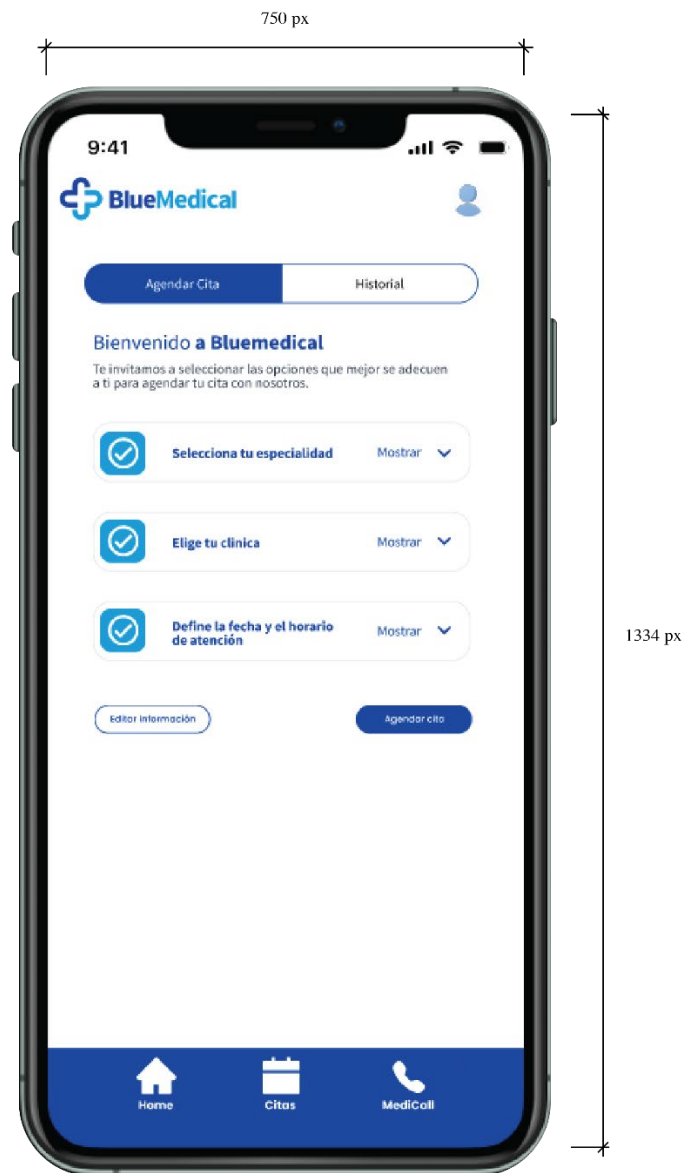 750 px
9:41
BlueMedical
Agendar Cita
Historial
Bienvenido a Bluemedical
Te invitamos a seleccionar las opciones que mejor se adecuen
a ti para agendar tu cita con nosotros.
Selecciona tu especialidad
Mostrar
Elige tu clinica
Mostrar
Define la fecha y el horario
de atención
Mostrar
1334 px
Editar información
Agendar cita
Home
Citas
MediCall